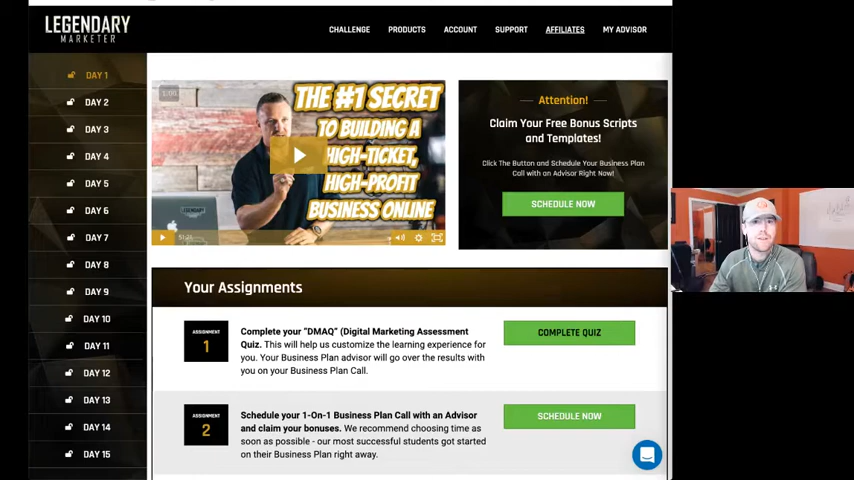 LEGENDARY
MARKETER
CHALLENGE
PRODUCTS
ACCOUNT
SUPPORT
AFFILIATES
MY ADVISOR
DAY 1
DAY 2
DAY 3
DAY 4
DAY 5
DAY 6
DAY 7
DAY 8
DAY 9
DAY 10
DAY 11
DAY 12
DAY 13
DAY 14
DAY 15
THE #1 SECRET
TO BUILDING A
HIGH-TICKET,
HIGH-PROFIT
BUSINESS ONLINE
Attention!
Claim Your Free Bonus Scripts
and Templates!
Click The Button and Schedule Your Business Plan
Call with an Advisor Right Now!
SCHEDULE NOW
Your Assignments
ASSIGNMENT
1
Complete your "DMAQ" (Digital Marketing Assessment
Quiz. This will help us customize the learning experience for
you. Your Business Plan advisor will go over the results with
you on your Business Plan Call.
COMPLETE QUIZ
ASSIGNMENT
2
Schedule your 1-On-1 Business Plan Call with an Advisor
and claim your bonuses. We recommend choosing time as
soon as possible - our most successful students got started
on their Business Plan right away.
SCHEDULE NOW